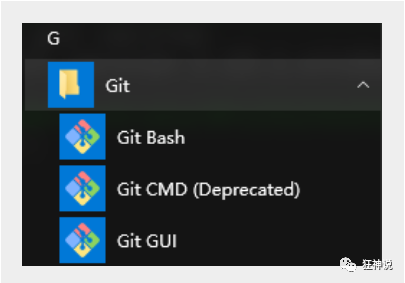 G
Git
Git Bash
Git CMD (Deprecated)
Git GUI
狂神说